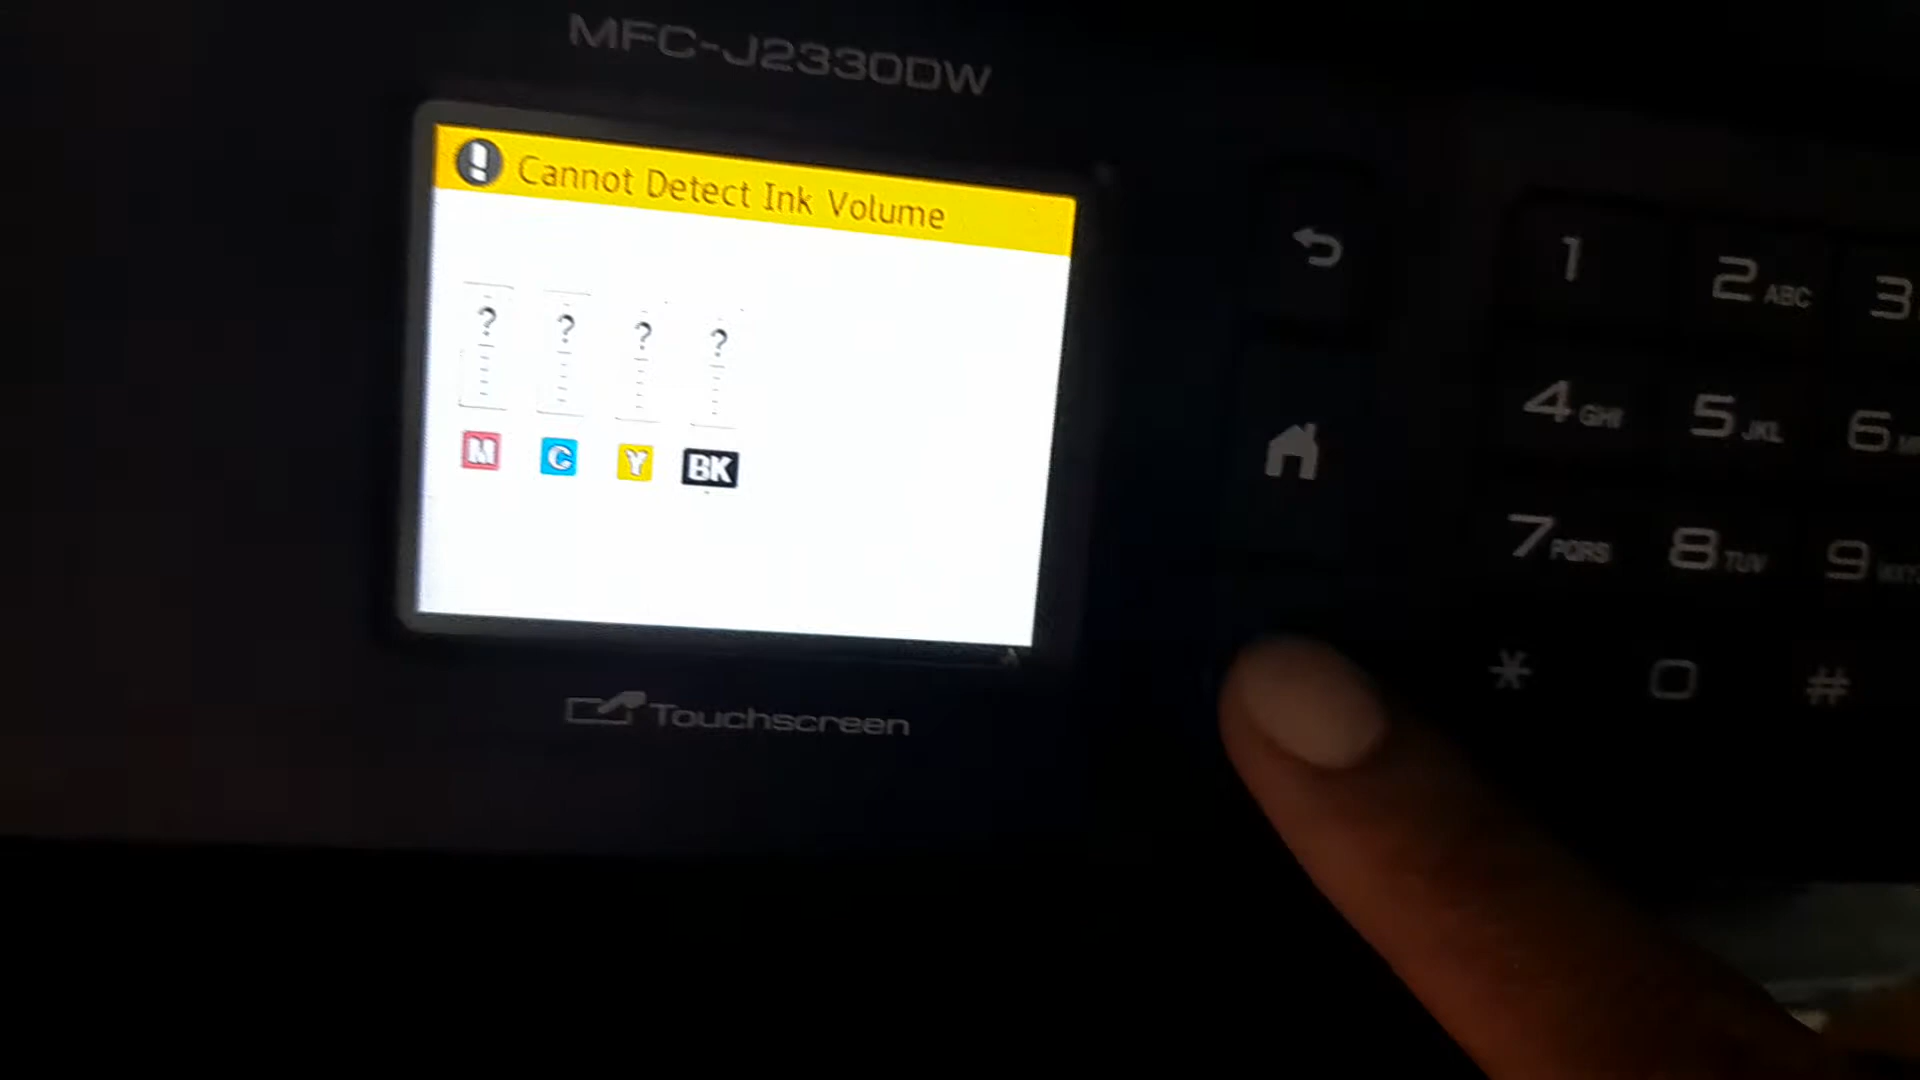 MFC-J2330DW
Cannot Detect Ink Volume
? ? ? ?
M C Y BK
Touchscreen
1 2 ABC 3
4 GHI 5 JKL 6
7 PQRS 8 TUV 9
* 0 #